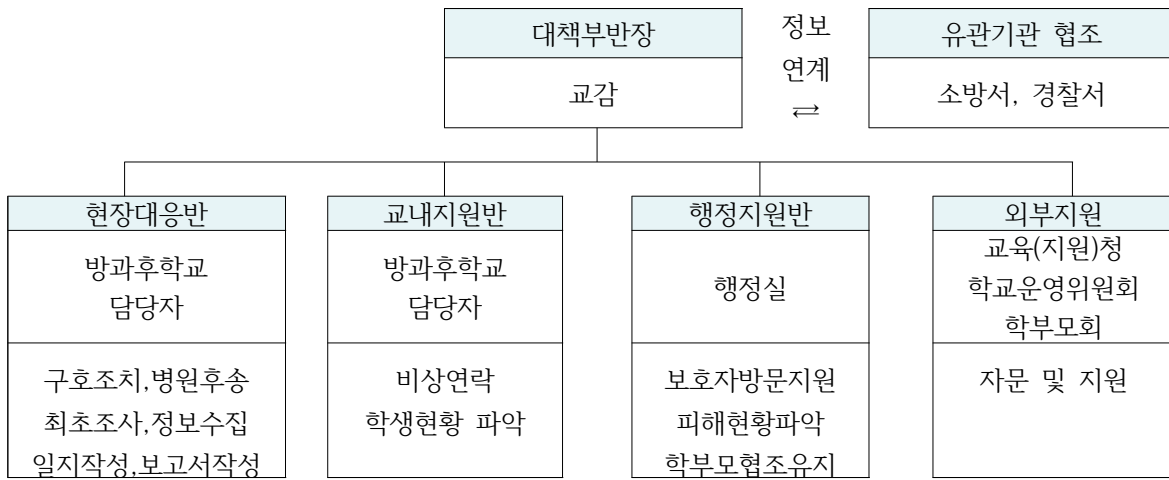 대책부반장
교감
정보
연계
⇄
유관기관 협조
소방서, 경찰서
현장대응반
방과후학교
담당자
구호조치,병원후송
최초조사,정보수집
일지작성,보고서작성
교내지원반
방과후학교
담당자
비상연락
학생현황 파악
행정지원반
행정실
보호자방문지원
피해현황파악
학부모협조유지
외부지원
교육(지원)청
학교운영위원회
학부모회
자문 및 지원